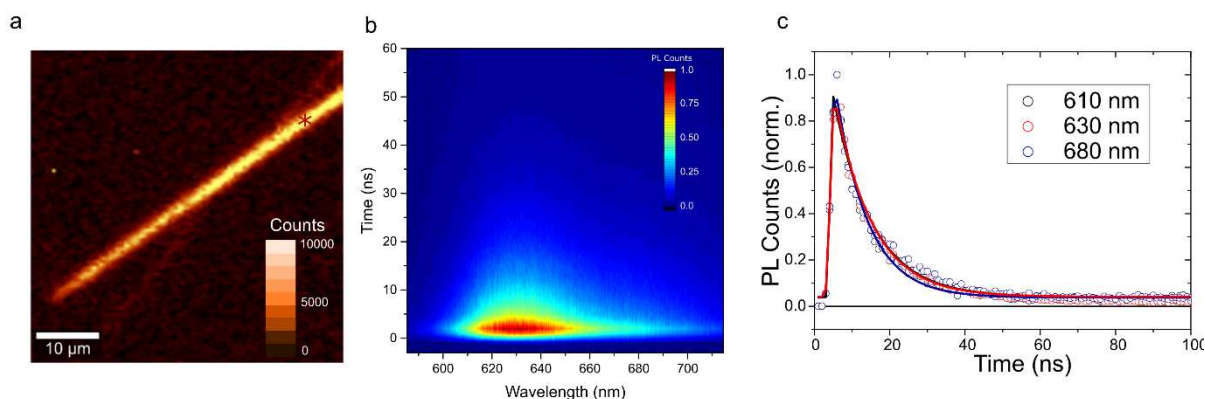 a
Counts
10000
5000
0
10 µm
b
PL Counts
1.0
0.75
0.50
0.25
0.0
60
50
40
30
20
10
0
Time (ns)
600
620
640
660
680
700
Wavelength (nm)
c
610 nm
630 nm
680 nm
1.0
0.8
0.6
0.4
0.2
0.0
PL Counts (norm.)
0
20
40
60
80
100
Time (ns)